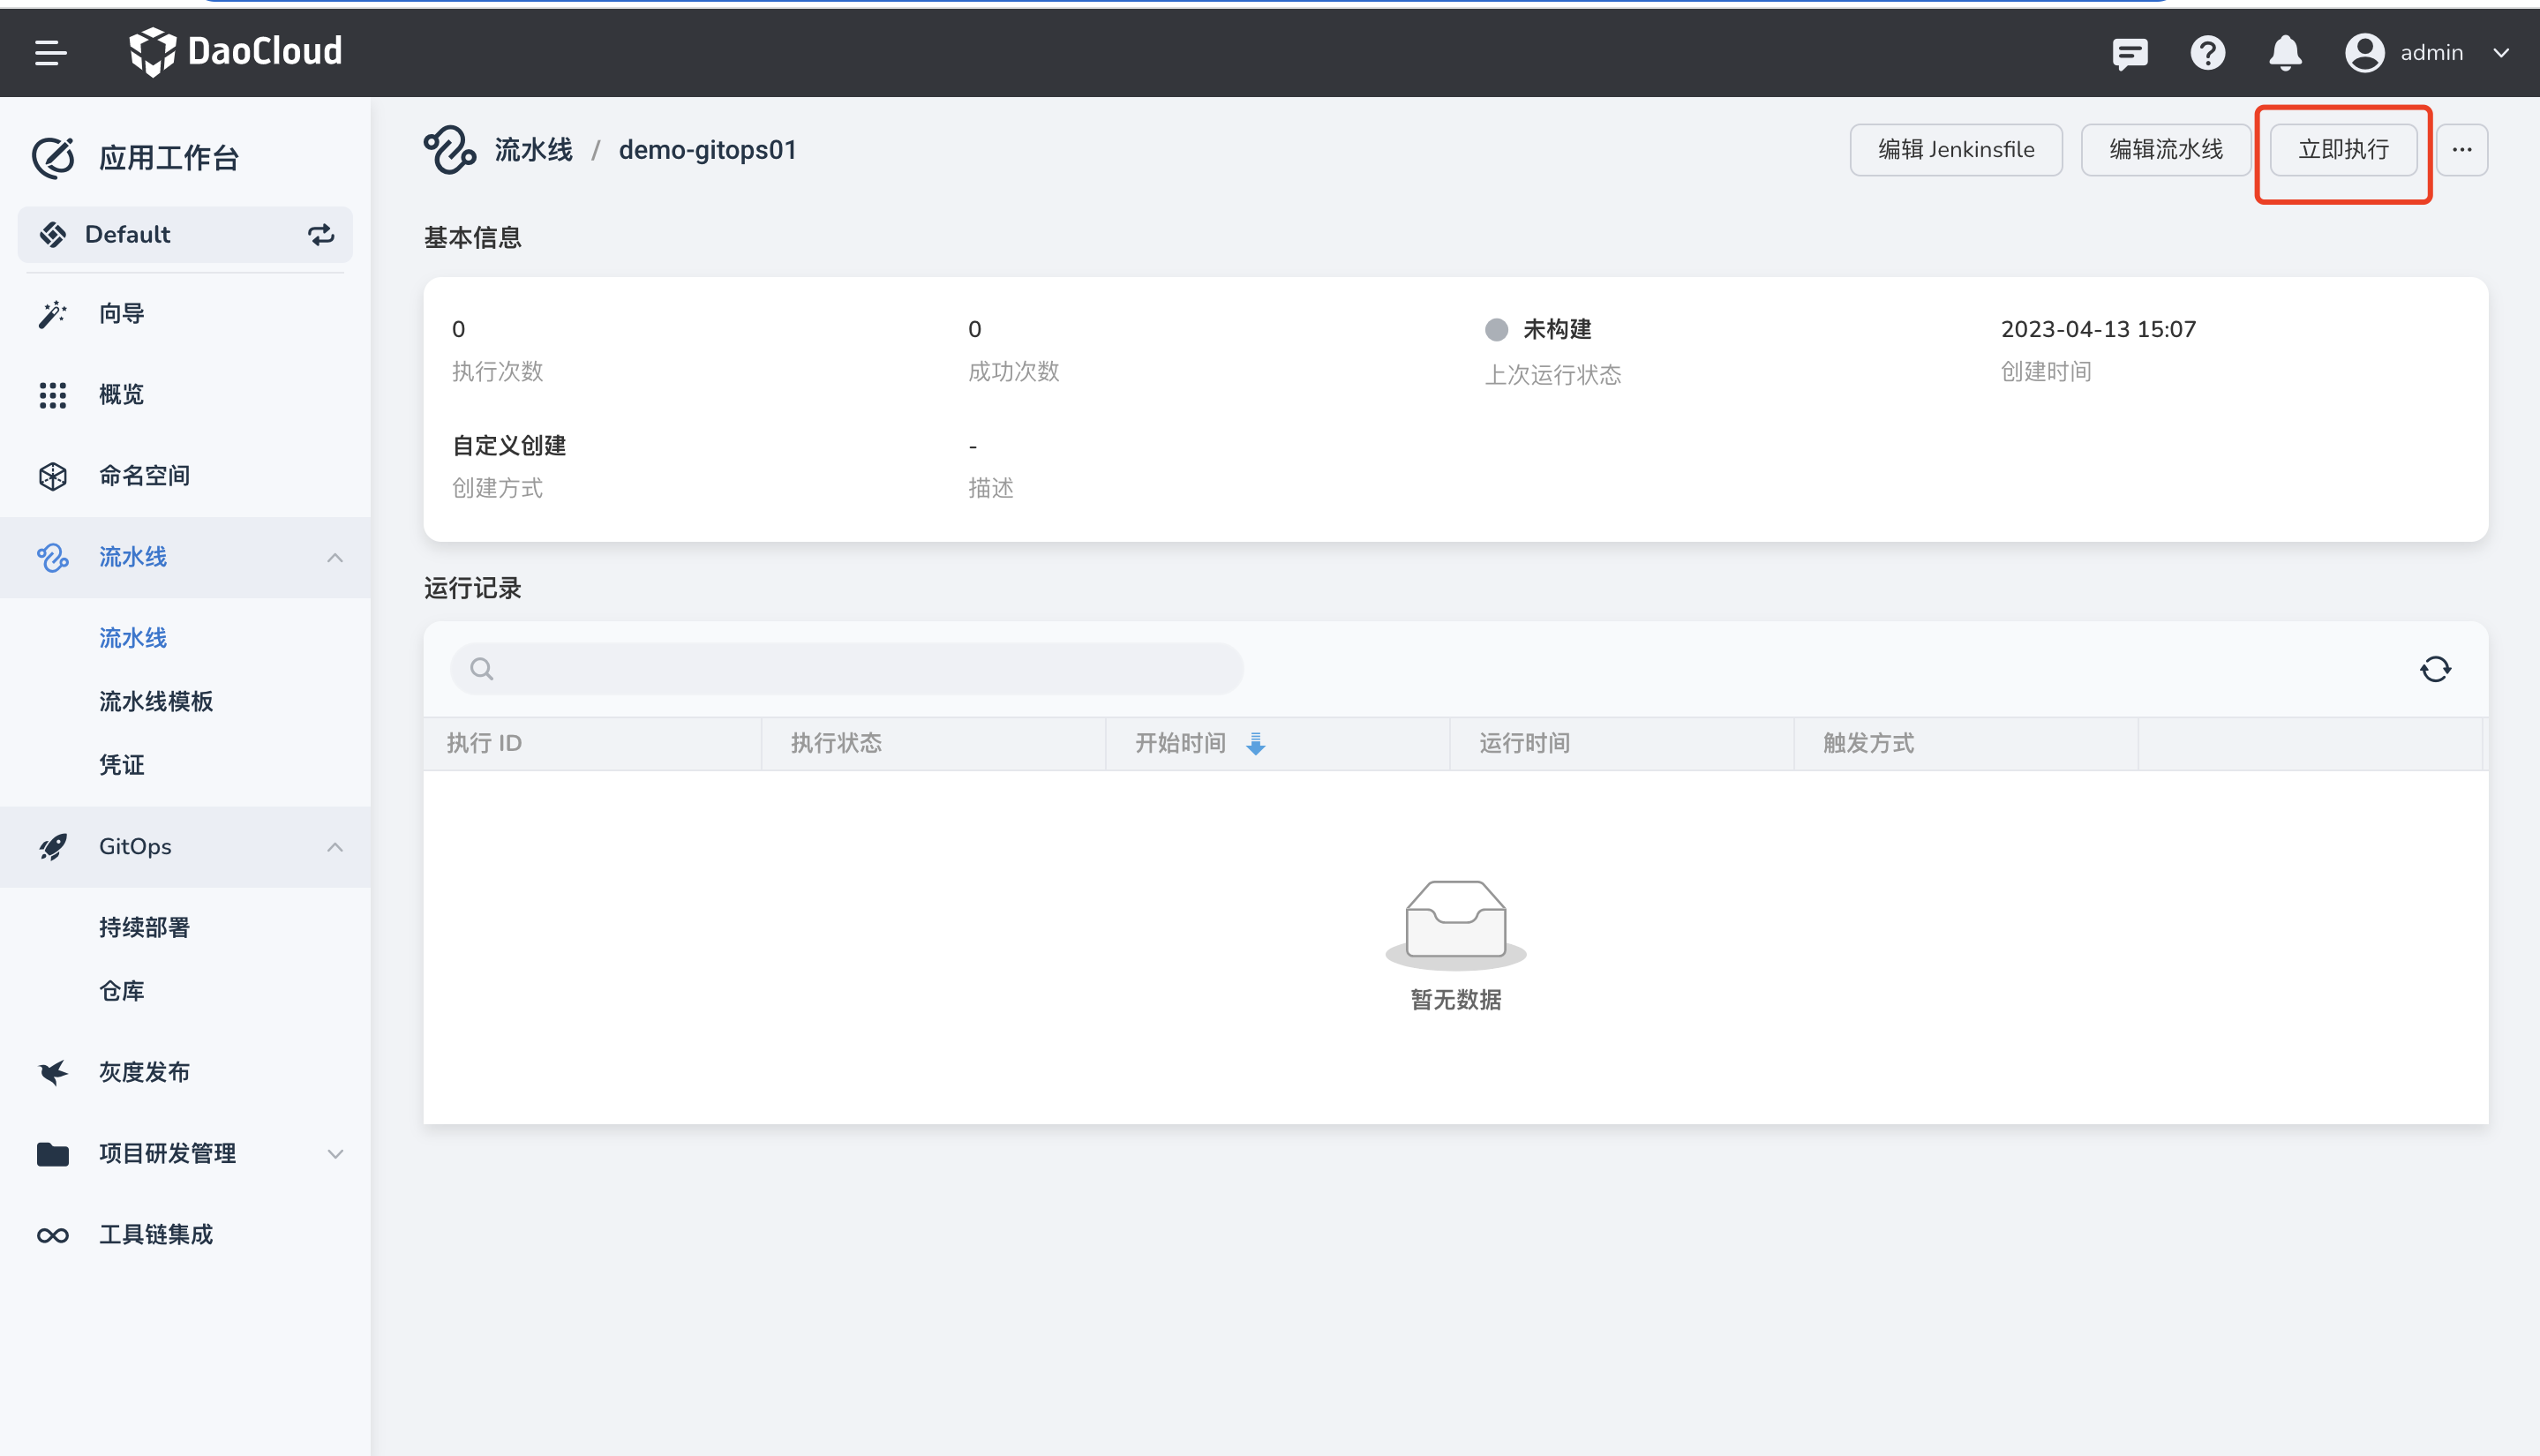 DaoCloud
admin
应用工作台
Default
向导
概览
命名空间
流水线
流水线
流水线模板
凭证
GitOps
持续部署
仓库
灰度发布
项目研发管理
工具链集成
流水线 / demo-gitops01
编辑 Jenkinsfile
编辑流水线
立即执行
基本信息
0
执行次数
0
成功次数
未构建
上次运行状态
2023-04-13 15:07
创建时间
自定义创建
创建方式
-
描述
运行记录
执行 ID
执行状态
开始时间
运行时间
触发方式
暂无数据